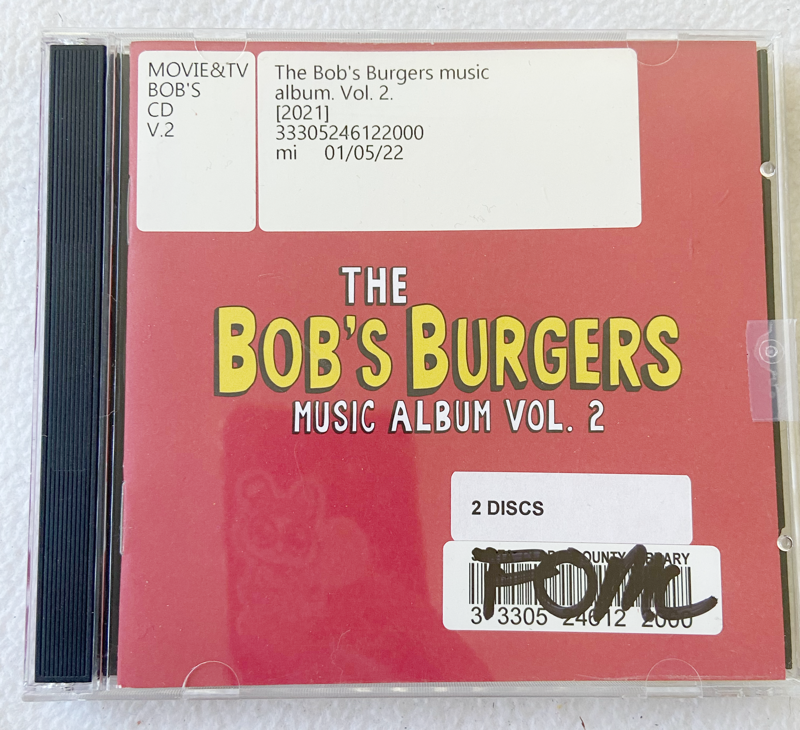 MOVIE&TV
BOB'S
CD
V.2
The Bob's Burgers music
album. Vol. 2.
[2021]
33305246122000
mi 01/05/22
THE
BOB'S BURGERS
MUSIC ALBUM VOL. 2
2 DISCS
COUNTY LIBRARY
FOML
3 3305 24612 2000